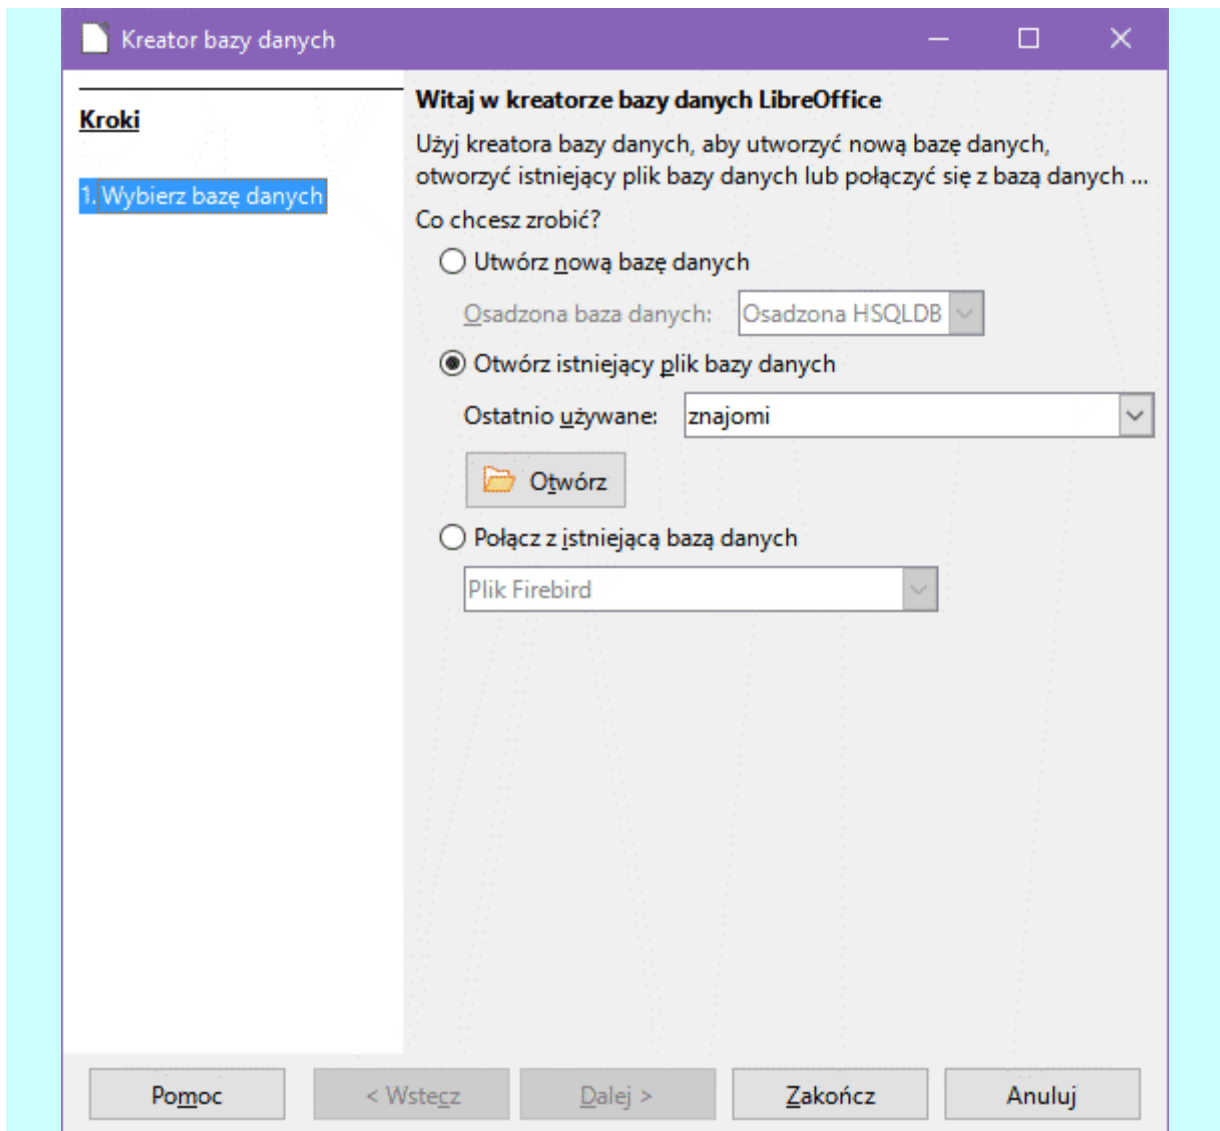 Kreator bazy danych
Kroki
1. Wybierz bazę danych
Witaj w kreatorze bazy danych LibreOffice
Użyj kreatora bazy danych, aby utworzyć nową bazę danych,
otworzyć istniejący plik bazy danych lub połączyć się z bazą danych ...
Co chcesz zrobić?
Utwórz nową bazę danych
Osadzona baza danych: Osadzona HSQLDB
Otwórz istniejący plik bazy danych
Ostatnio używane: znajomi
Otwórz
Połącz z istniejącą bazą danych
Plik Firebird
Pomoc < Wstecz Dalej > Zakończ Anuluj